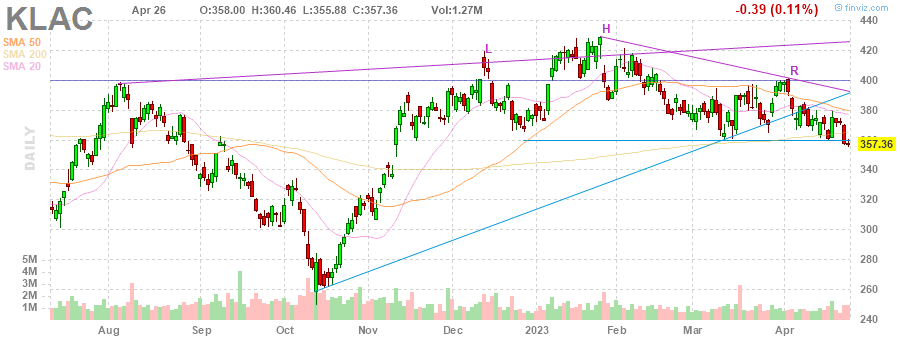 © finviz.com
KLAC Apr 26 O:358.00 H:360.46 L:355.88 C:357.36 Vol:1.27M -0.39 (0.11%)
SMA 50
SMA 200
SMA 20
DAILY
L
H
R
440
420
400
380
360
357.36
340
320
300
280
260
240
5M
4M
3M
2M
1M
Aug Sep Oct Nov Dec 2023 Feb Mar Apr